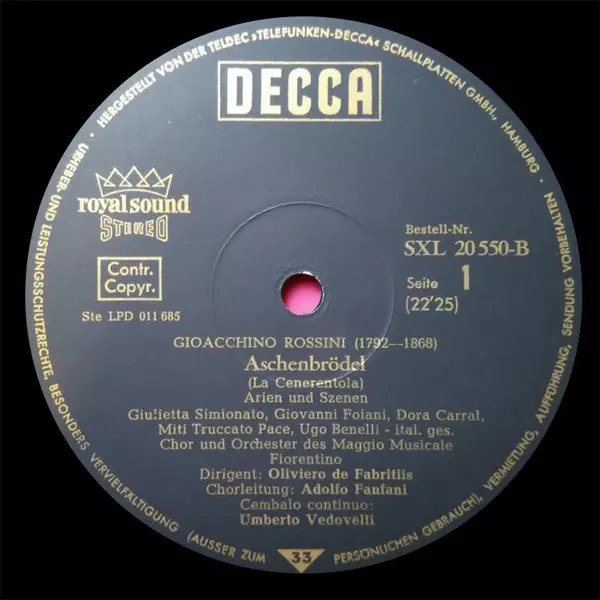 · HERGESTELLT VON DER TELDEC »TELEFUNKEN-DECCA« SCHALLPLATTEN GMBH., HAMBURG ·
DECCA
royal sound
STEREO
Contr.
Copyr.
Ste LPD 011 685
Bestell-Nr.
SXL 20 550-B
Seite 1
(22'25)
GIOACCHINO ROSSINI (1792—1868)
Aschenbrödel
(La Cenerentola)
Arien und Szenen
Giulietta Simionato, Giovanni Foiani, Dora Carral,
Miti Truccato Pace, Ugo Benelli - ital. ges.
Chor und Orchester des Maggio Musicale
Fiorentino
Dirigent: Oliviero de Fabritiis
Chorleitung: Adolfo Fanfani
Cembalo continuo:
Umberto Vedovelli
33
URHEBER- UND LEISTUNGSSCHUTZRECHTE, BESONDERS VERVIELFÄLTIGUNG (AUSSER ZUM PERSÖNLICHEN GEBRAUCH), VERMIETUNG, AUFFÜHRUNG, SENDUNG VORBEHALTEN